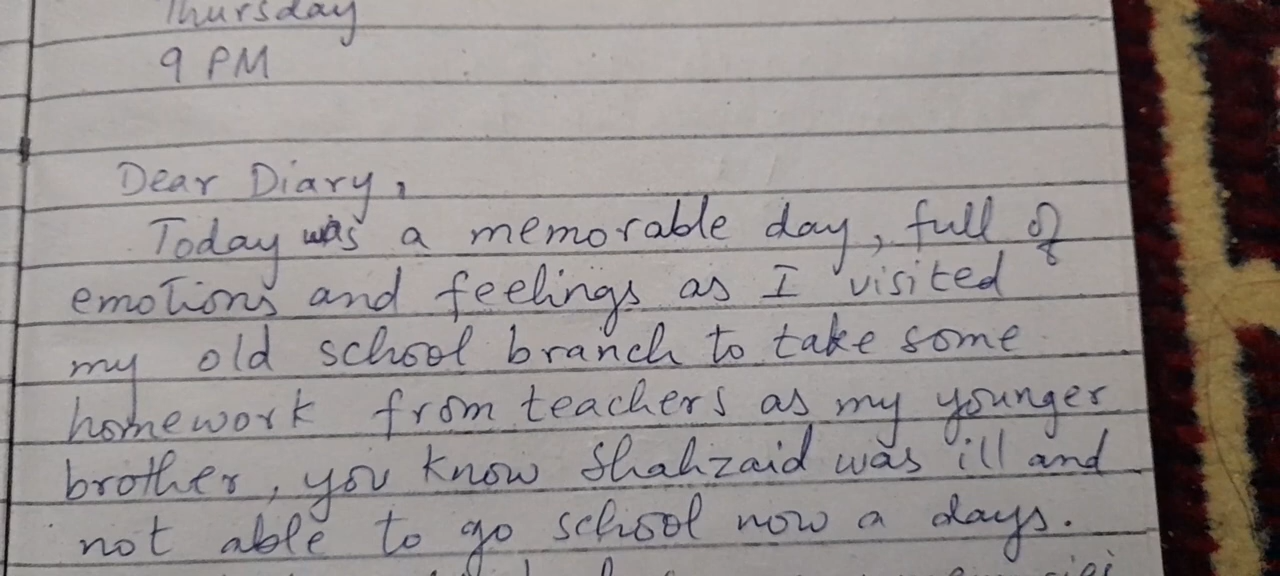 Thursday
9 PM
Dear Diary,
Today was a memorable day, full of
emotions and feelings as I visited
my old school branch to take some
homework from teachers as my younger
brother, you know Shahzaid was ill and
not able to go school now a days.